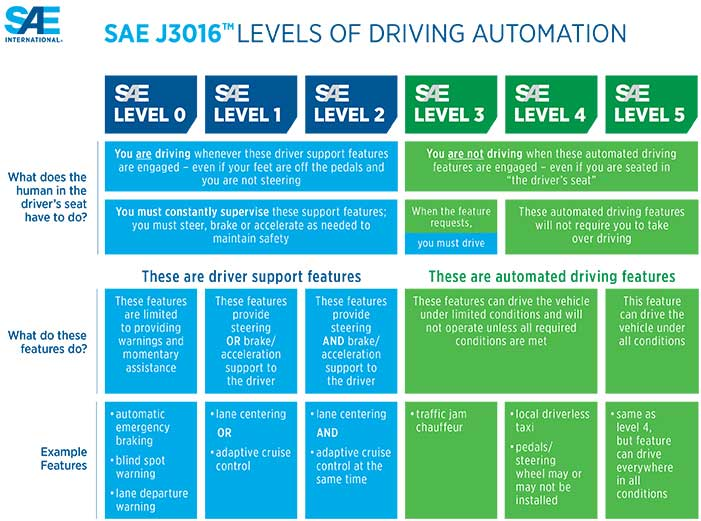 SAE
INTERNATIONAL®
SAE J3016™ LEVELS OF DRIVING AUTOMATION
SAE
LEVEL 0
SAE
LEVEL 1
SAE
LEVEL 2
SAE
LEVEL 3
SAE
LEVEL 4
SAE
LEVEL 5
What does the
human in the
driver's seat
have to do?
You are driving whenever these driver support features
are engaged – even if your feet are off the pedals and
you are not steering
You are not driving when these automated driving
features are engaged – even if you are seated in
“the driver's seat”
You must constantly supervise these support features;
you must steer, brake or accelerate as needed to
maintain safety
When the feature
requests,
you must drive
These automated driving features
will not require you to take
over driving
These are driver support features
These are automated driving features
What do these
features do?
These features
are limited
to providing
warnings and
momentary
assistance
These features
provide
steering
OR brake/
acceleration
support to
the driver
These features
provide
steering
AND brake/
acceleration
support to
the driver
These features can drive the vehicle
under limited conditions and will
not operate unless all required
conditions are met
This feature
can drive the
vehicle under
all conditions
Example
Features
•automatic
emergency
braking
•blind spot
warning
•lane departure
warning
•lane centering
OR
•adaptive cruise
control
•lane centering
AND
•adaptive cruise
control at the
same time
•traffic jam
chauffeur
•local driverless
taxi
•pedals/
steering
wheel may or
may not be
installed
•same as
level 4,
but feature
can drive
everywhere
in all
conditions